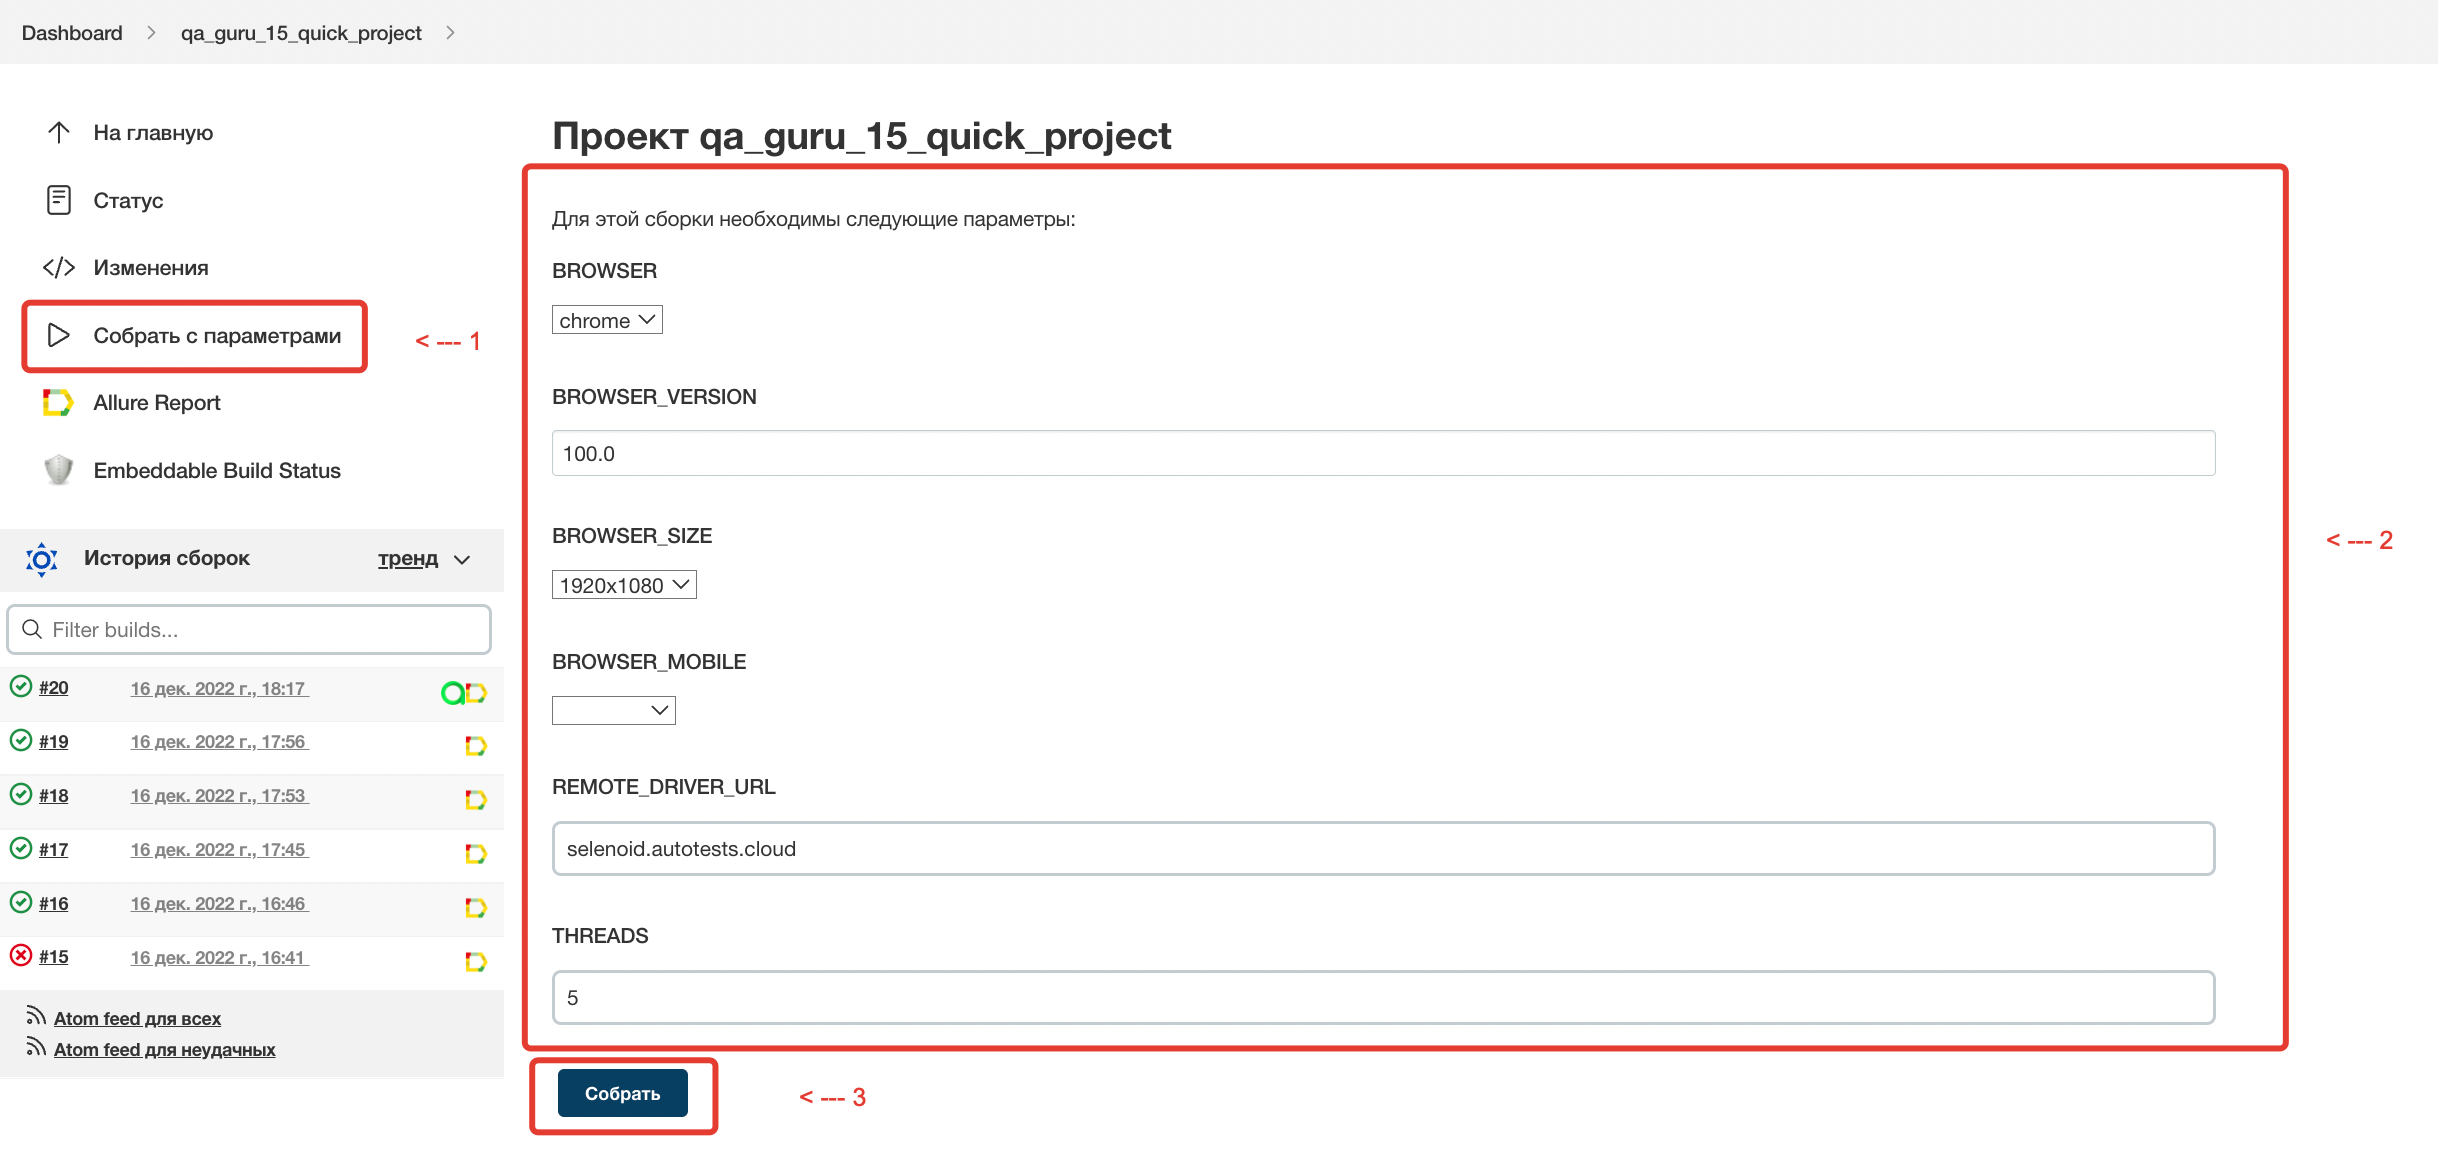 Dashboard
qa_guru_15_quick_project
На главную
Статус
Изменения
Собрать с параметрами
< --- 1
Allure Report
Embeddable Build Status
История сборок
тренд
Filter builds...
#20 16 дек. 2022 г., 18:17
#19 16 дек. 2022 г., 17:56
#18 16 дек. 2022 г., 17:53
#17 16 дек. 2022 г., 17:45
#16 16 дек. 2022 г., 16:46
#15 16 дек. 2022 г., 16:41
Atom feed для всех
Atom feed для неудачных
Проект qa_guru_15_quick_project
Для этой сборки необходимы следующие параметры:
BROWSER
chrome
BROWSER_VERSION
100.0
BROWSER_SIZE
1920x1080
BROWSER_MOBILE
REMOTE_DRIVER_URL
selenoid.autotests.cloud
THREADS
5
< --- 2
Собрать
< --- 3